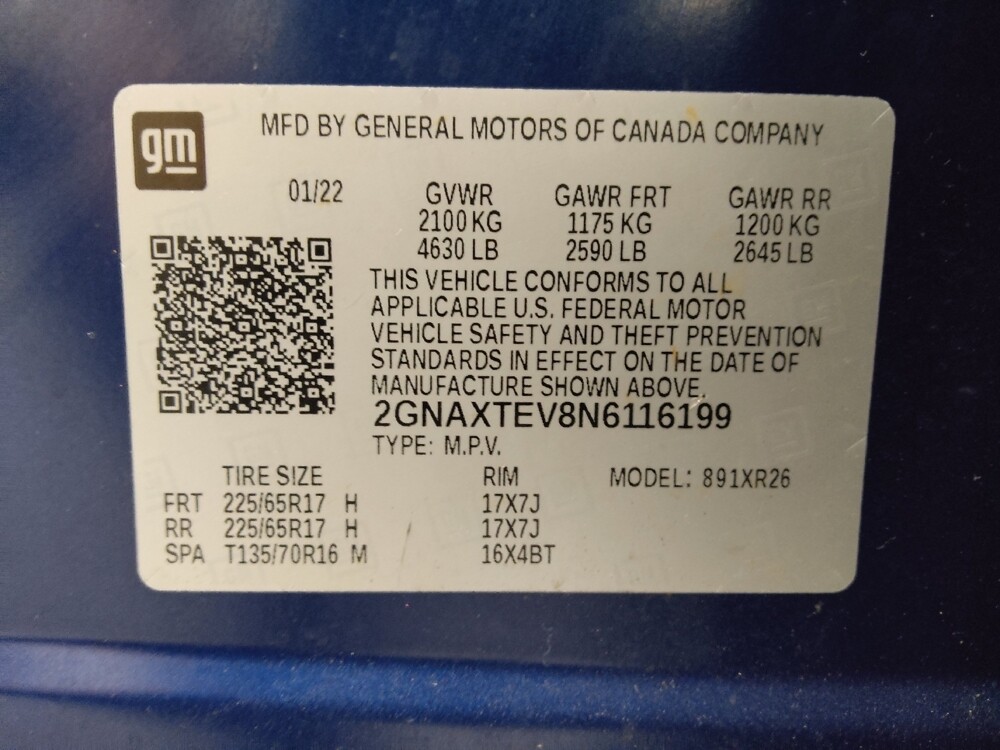 gm
MFD BY GENERAL MOTORS OF CANADA COMPANY
01/22 GVWR GAWR FRT GAWR RR
2100 KG 1175 KG 1200 KG
4630 LB 2590 LB 2645 LB
THIS VEHICLE CONFORMS TO ALL
APPLICABLE U.S. FEDERAL MOTOR
VEHICLE SAFETY AND THEFT PREVENTION
STANDARDS IN EFFECT ON THE DATE OF
MANUFACTURE SHOWN ABOVE.
2GNAXTEV8N6116199
TYPE: M.P.V.
TIRE SIZE RIM MODEL: 891XR26
FRT 225/65R17 H 17X7J
RR 225/65R17 H 17X7J
SPA T135/70R16 M 16X4BT